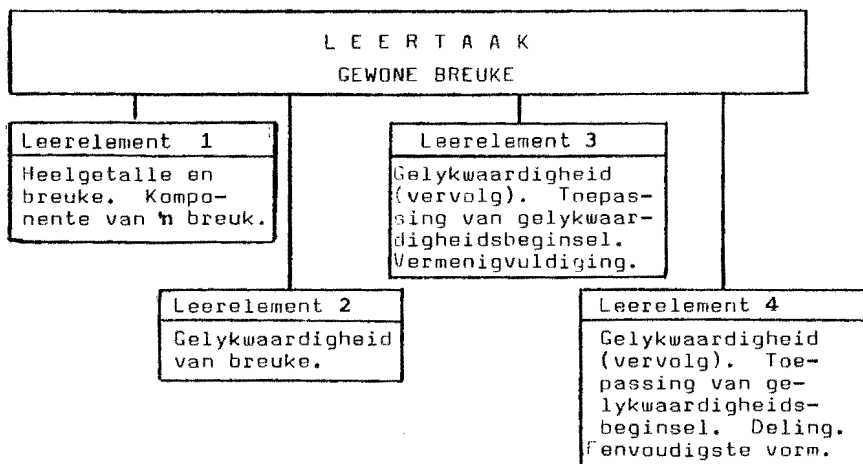 L E E R T A A K
GEWONE BREUKE
Leerelement 1
Heelgetalle en
breuke. Kompo-
nente van 'n breuk.
Leerelement 2
Gelykwaardigheid
van breuke.
Leerelement 3
Gelykwaardigheid
(vervolg). Toepas-
sing van gelykwaar-
digheidsbeginsel.
Vermenigvuldiging.
Leerelement 4
Gelykwaardigheid
(vervolg). Toe-
passing van ge-
lykwaardigheids-
beginsel. Deling.
Eenvoudigste vorm.